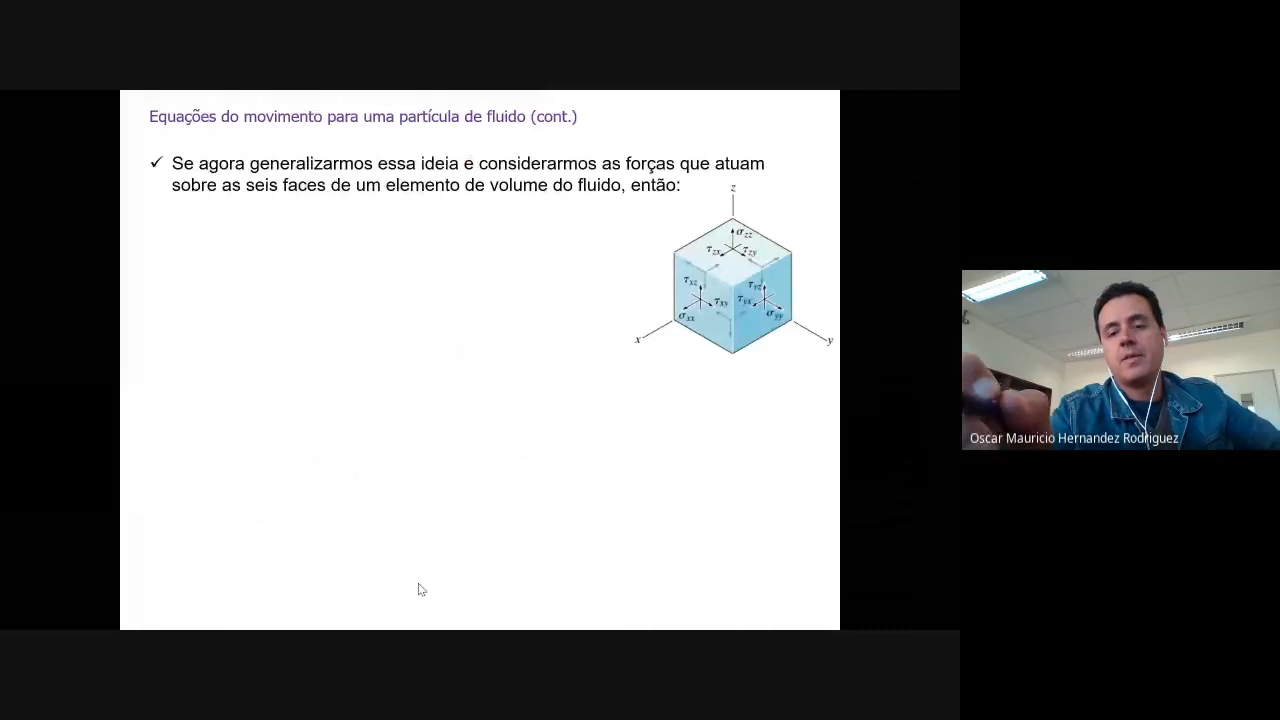 Equações do movimento para uma partícula de fluido (cont.)
✓ Se agora generalizarmos essa ideia e considerarmos as forças que atuam
sobre as seis faces de um elemento de volume do fluido, então:
z
σzz
τzx τzy
τxz τyz
τxy τyx
σxx σyy
x y
Oscar Mauricio Hernandez Rodriguez